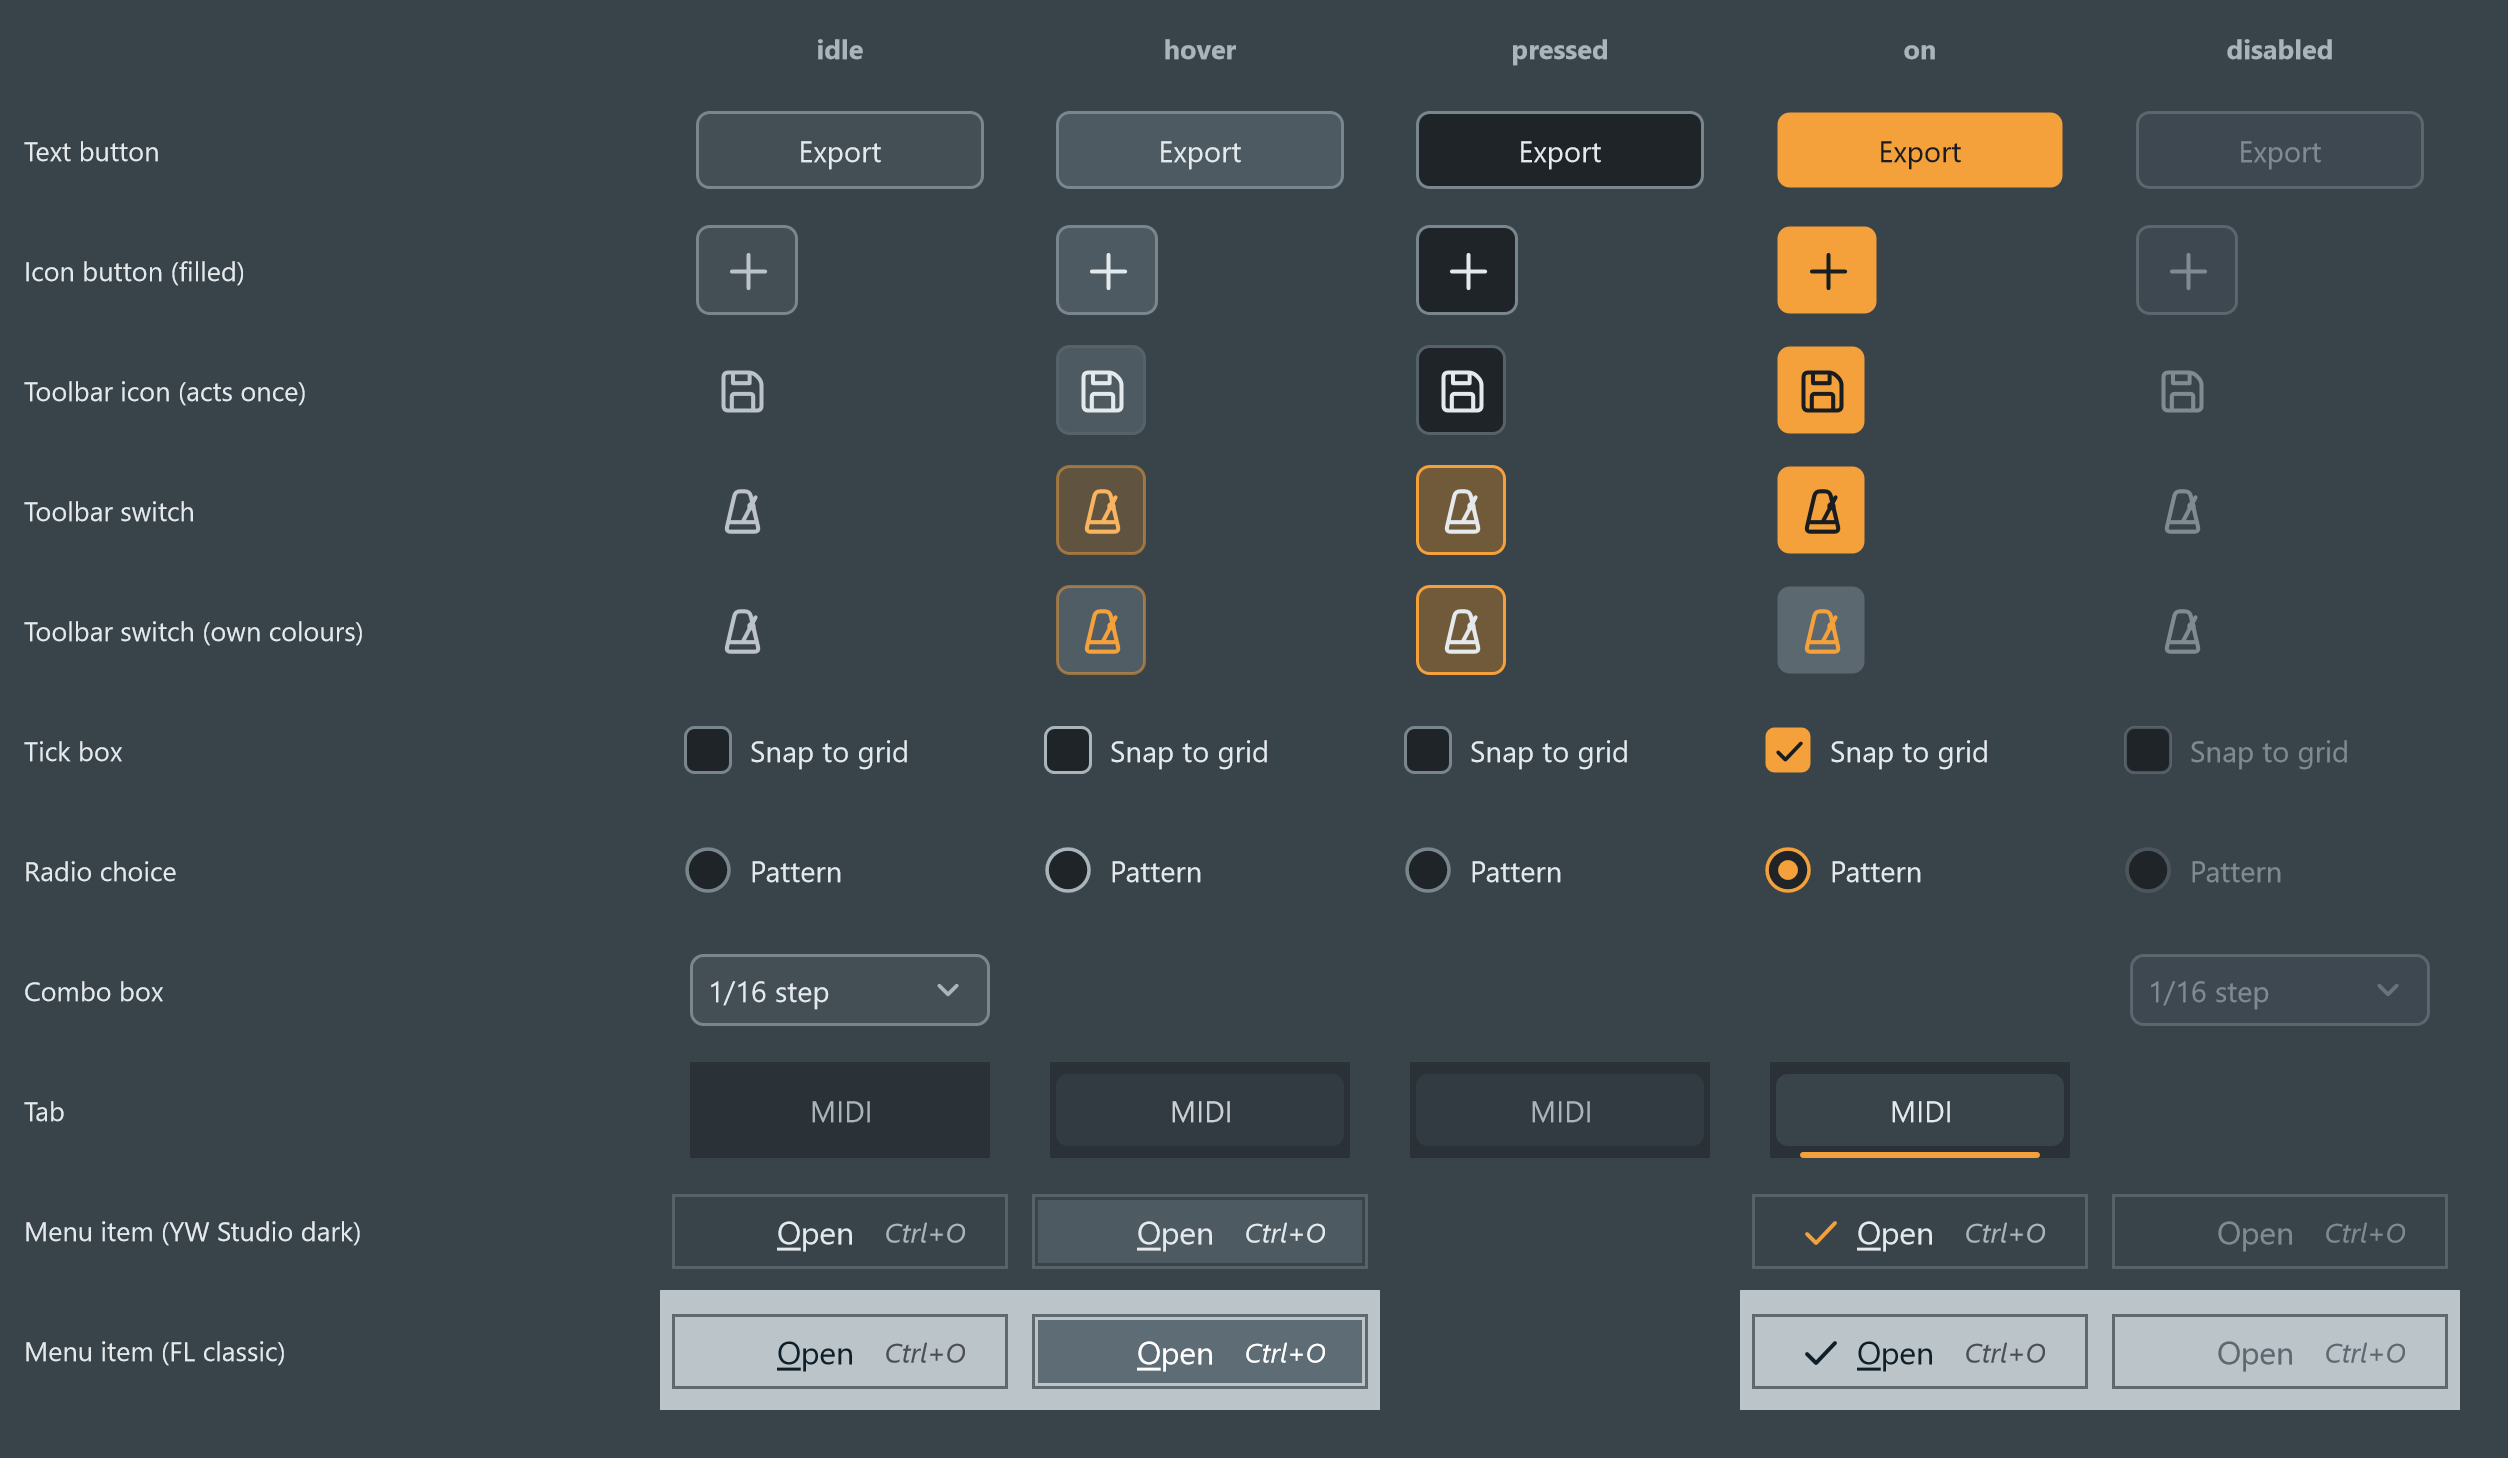 idle hover pressed on disabled
Text button Export Export Export Export Export
Icon button (filled)
Toolbar icon (acts once)
Toolbar switch
Toolbar switch (own colours)
Tick box Snap to grid Snap to grid Snap to grid Snap to grid Snap to grid
Radio choice Pattern Pattern Pattern Pattern Pattern
Combo box 1/16 step 1/16 step
Tab MIDI MIDI MIDI MIDI
Menu item (YW Studio dark) Open Ctrl+O Open Ctrl+O Open Ctrl+O Open Ctrl+O
Menu item (FL classic) Open Ctrl+O Open Ctrl+O Open Ctrl+O Open Ctrl+O